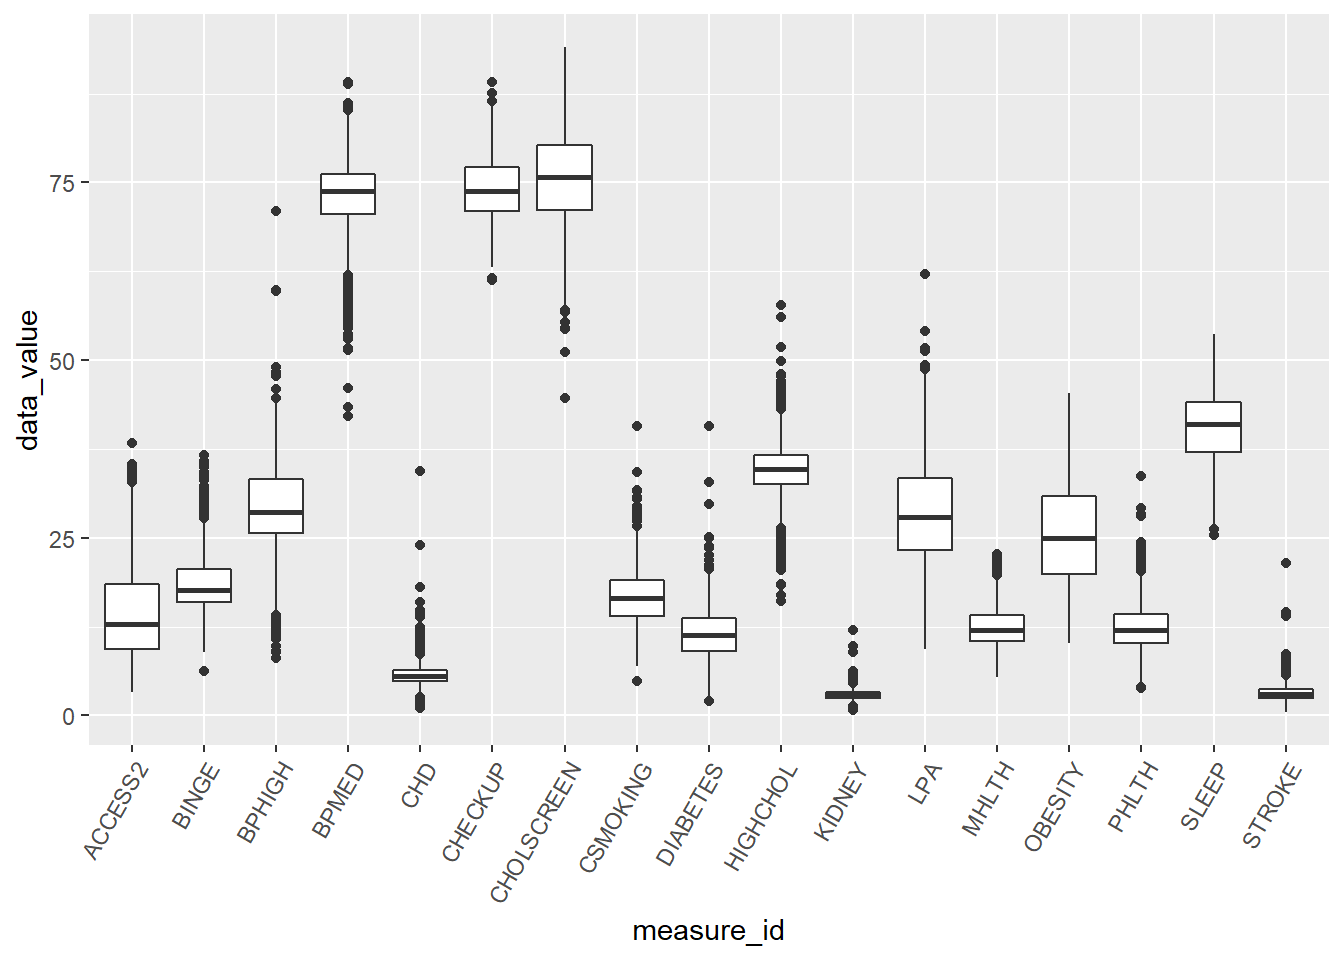 data_value
75
50
25
0
ACCESS2
BINGE
BPHIGH
BPMED
CHD
CHECKUP
CHOLSCREEN
CSMOKING
DIABETES
HIGHCHOL
KIDNEY
LPA
MHLTH
OBESITY
PHLTH
SLEEP
STROKE
measure_id